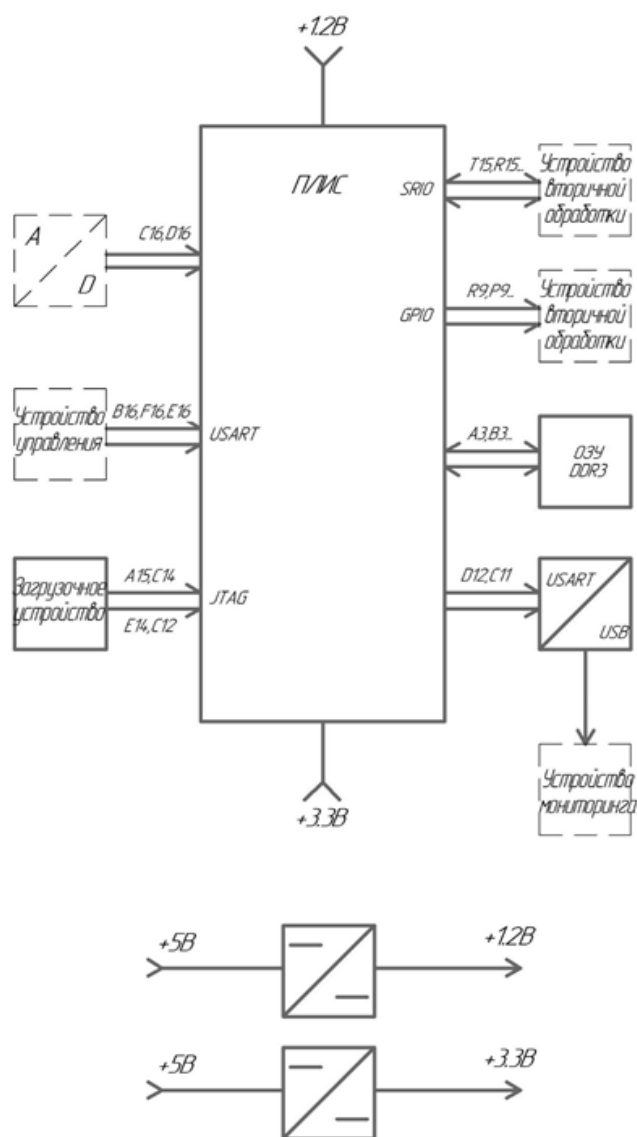 +1.2В
ПЛИС
A
D
C16,D16
Устройство
управления
B16,F16,E16
USART
Загрузочное
устройство
A15,C14
E14,C12
JTAG
SRIO
T15,R15..
Устройство
вторичной
обработки
GPIO
R9,P9..
Устройство
вторичной
обработки
A3,B3..
ОЗУ
DDR3
D12,C11
USART
USB
Устройство
мониторинга
+3.3В
+5В
+1.2В
+5В
+3.3В